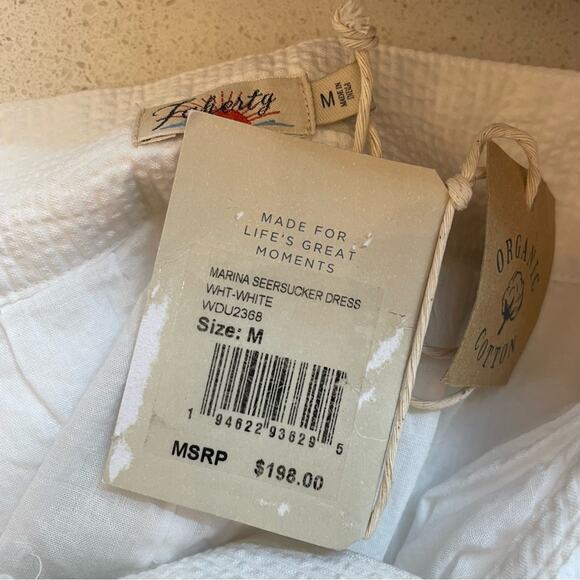 Faherty
M
MADE IN
INDIA
MADE FOR
LIFE'S GREAT
MOMENTS
MARINA SEERSUCKER DRESS
WHT-WHITE
WDU2368
Size: M
1 94622 93629 5
MSRP $198.00
ORGANIC
COTTON